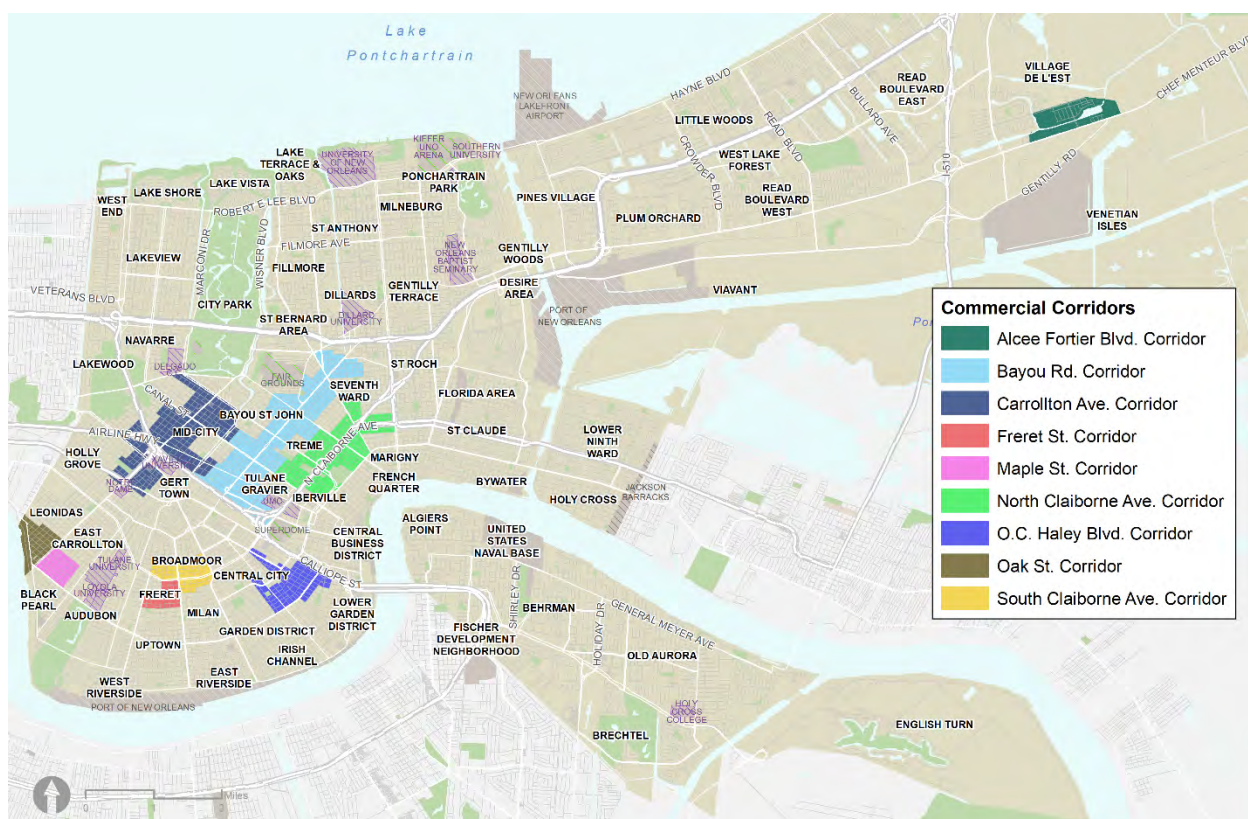 Lake
Pontchartrain
NEW ORLEANS
LAKEFRONT
AIRPORT
HAYNE BLVD
LITTLE WOODS
READ
BOULEVARD
EAST
VILLAGE
DE L'EST
CHEF MENTEUR BLVD
BULLARD AVE
READ BLVD
CROWDER BLVD
WEST LAKE
FOREST
READ
BOULEVARD
WEST
I-510
GENTILLY RD
VENETIAN
ISLES
LAKE
TERRACE &
OAKS
UNIVERSITY
OF NEW
ORLEANS
KIEFER
UNO
ARENA
SOUTHERN
UNIVERSITY
PONTCHARTRAIN
PARK
LAKE VISTA
LAKE SHORE
WEST
END
ROBERT E LEE BLVD
MILNEBURG
PINES VILLAGE
PLUM ORCHARD
ST ANTHONY
FILMORE AVE
LAKEVIEW
MARCONI DR
WISNER BLVD
FILLMORE
NEW
ORLEANS
BAPTIST
SEMINARY
GENTILLY
WOODS
VETERANS BLVD
CITY PARK
DILLARDS
GENTILLY
TERRACE
DESIRE
AREA
VIAVANT
DILLARD
UNIVERSITY
ST BERNARD
AREA
PORT OF
NEW ORLEANS
NAVARRE
LAKEWOOD
DELGADO
FAIR
GROUNDS
ST ROCH
SEVENTH
WARD
FLORIDA AREA
CANAL ST
BAYOU ST JOHN
MID-CITY
AIRLINE HWY
TREME
N CLAIBORNE AVE
ST CLAUDE
LOWER
NINTH
WARD
HOLLY
GROVE
XAVIER
UNIVERSITY
MARIGNY
NOTRE
DAME
GERT
TOWN
TULANE
GRAVIER
FRENCH
QUARTER
BYWATER
IBERVILLE
HOLY CROSS
JACKSON
BARRACKS
LEONIDAS
SUPERDOME
ALGIERS
POINT
UNITED
STATES
NAVAL BASE
EAST
CARROLLTON
CENTRAL
BUSINESS
DISTRICT
TULANE
UNIVERSITY
BROADMOOR
CENTRAL CITY
CALLIOPE ST
LOYOLA
UNIVERSITY
BLACK
PEARL
FRERET
AUDUBON
MILAN
LOWER
GARDEN
DISTRICT
SHIRLEY DR
BEHRMAN
GENERAL MEYER AVE
HOLIDAY DR
GARDEN DISTRICT
FISCHER
DEVELOPMENT
NEIGHBORHOOD
UPTOWN
IRISH
CHANNEL
OLD AURORA
WEST
RIVERSIDE
EAST
RIVERSIDE
PORT OF NEW ORLEANS
HOLY
CROSS
COLLEGE
BRECHTEL
ENGLISH TURN
Commercial Corridors
Alcee Fortier Blvd. Corridor
Bayou Rd. Corridor
Carrollton Ave. Corridor
Freret St. Corridor
Maple St. Corridor
North Claiborne Ave. Corridor
O.C. Haley Blvd. Corridor
Oak St. Corridor
South Claiborne Ave. Corridor
Miles
0
1
2